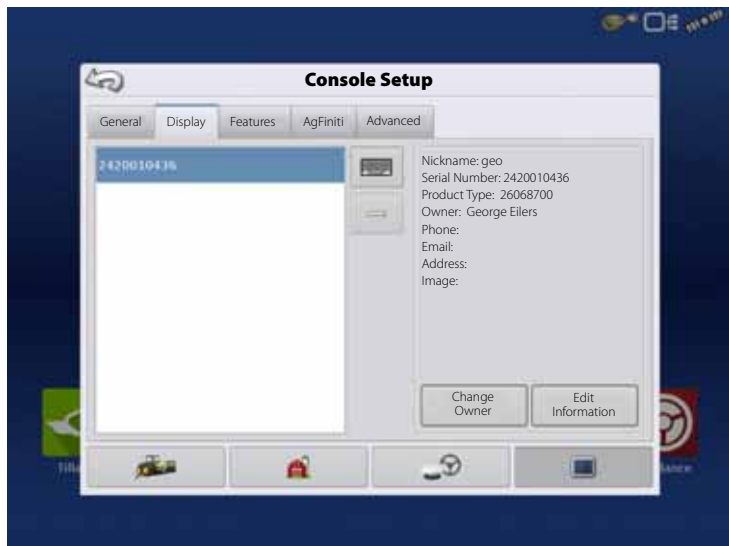 Console Setup
General Display Features AgFiniti Advanced
2420010436
Nickname: geo
Serial Number: 2420010436
Product Type: 26068700
Owner: George Eilers
Phone:
Email:
Address:
Image:
Change
Owner
Edit
Information